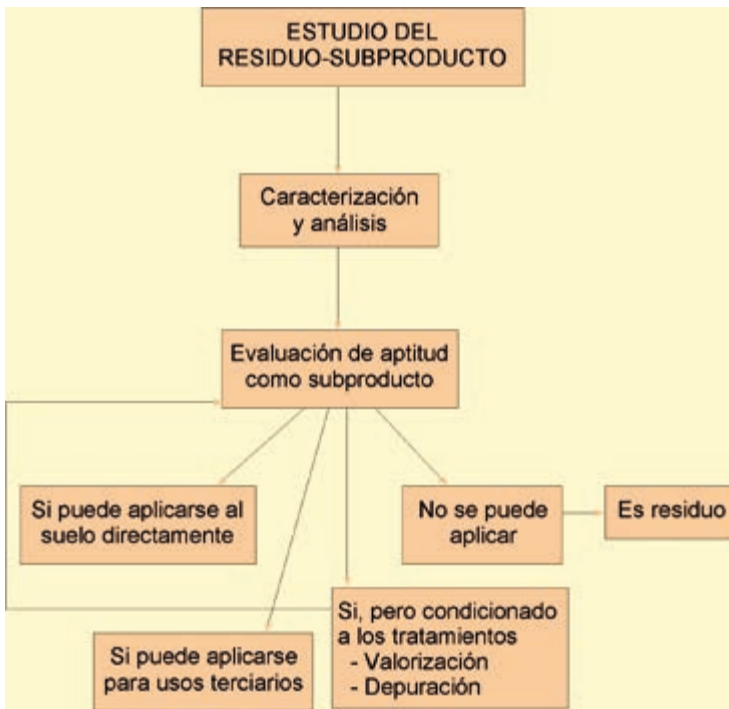 ESTUDIO DEL
RESIDUO-SUBPRODUCTO
Caracterización
y análisis
Evaluación de aptitud
como subproducto
Si puede aplicarse al
suelo directamente
No se puede
aplicar
Es residuo
Si, pero condicionado
a los tratamientos
- Valorización
- Depuración
Si puede aplicarse
para usos terciarios